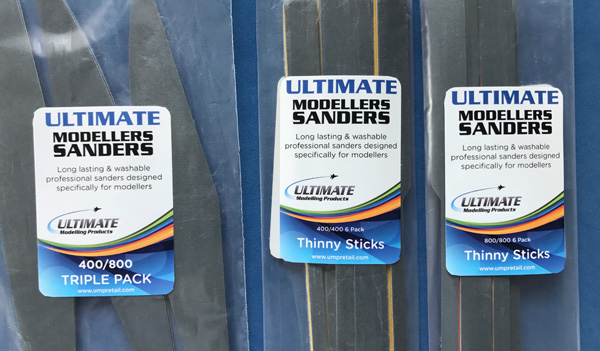 ULTIMATE
MODELLERS
SANDERS
Long lasting & washable
professional sanders designed
specifically for modellers
ULTIMATE
Modelling Products
400/800
TRIPLE PACK
www.umpretail.com
ULTIMATE
MODELLERS
SANDERS
Long lasting & washable
professional sanders designed
specifically for modellers
ULTIMATE
Modelling Products
400/400 6 Pack
Thinny Sticks
www.umpretail.com
ULTIMATE
MODELLERS
SANDERS
Long lasting & washable
professional sanders designed
specifically for modellers
ULTIMATE
Modelling Products
800/800 6 Pack
Thinny Sticks
www.umpretail.com